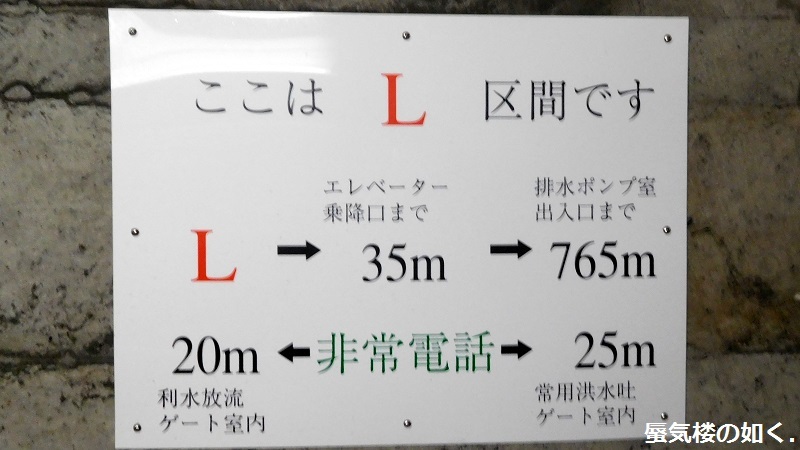 ここは L 区間です
エレベーター
乗降口まで
排水ポンプ室
出入口まで
L → 35m → 765m
20m ← 非常電話 → 25m
利水放流
ゲート室内
常用洪水吐
ゲート室内
蜃気楼の如く.